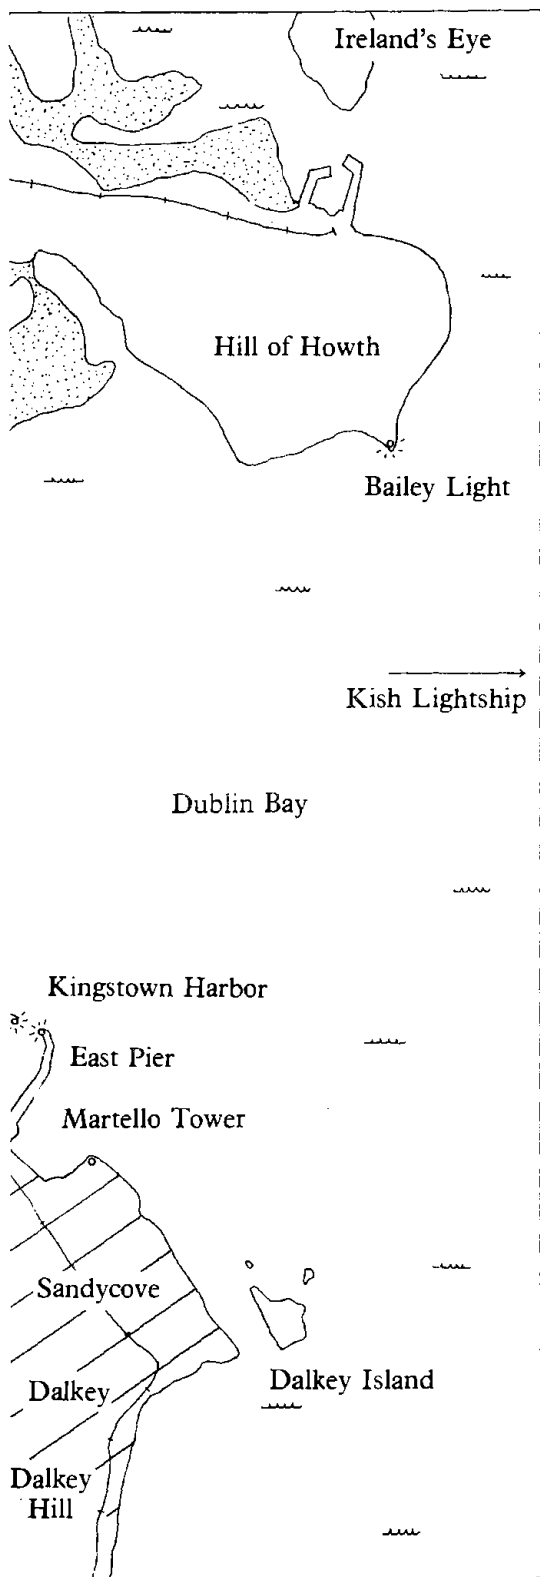 Ireland's Eye
Hill of Howth
Bailey Light
Kish Lightship
Dublin Bay
Kingstown Harbor
East Pier
Martello Tower
Sandycove
Dalkey Island
Dalkey
Dalkey
Hill